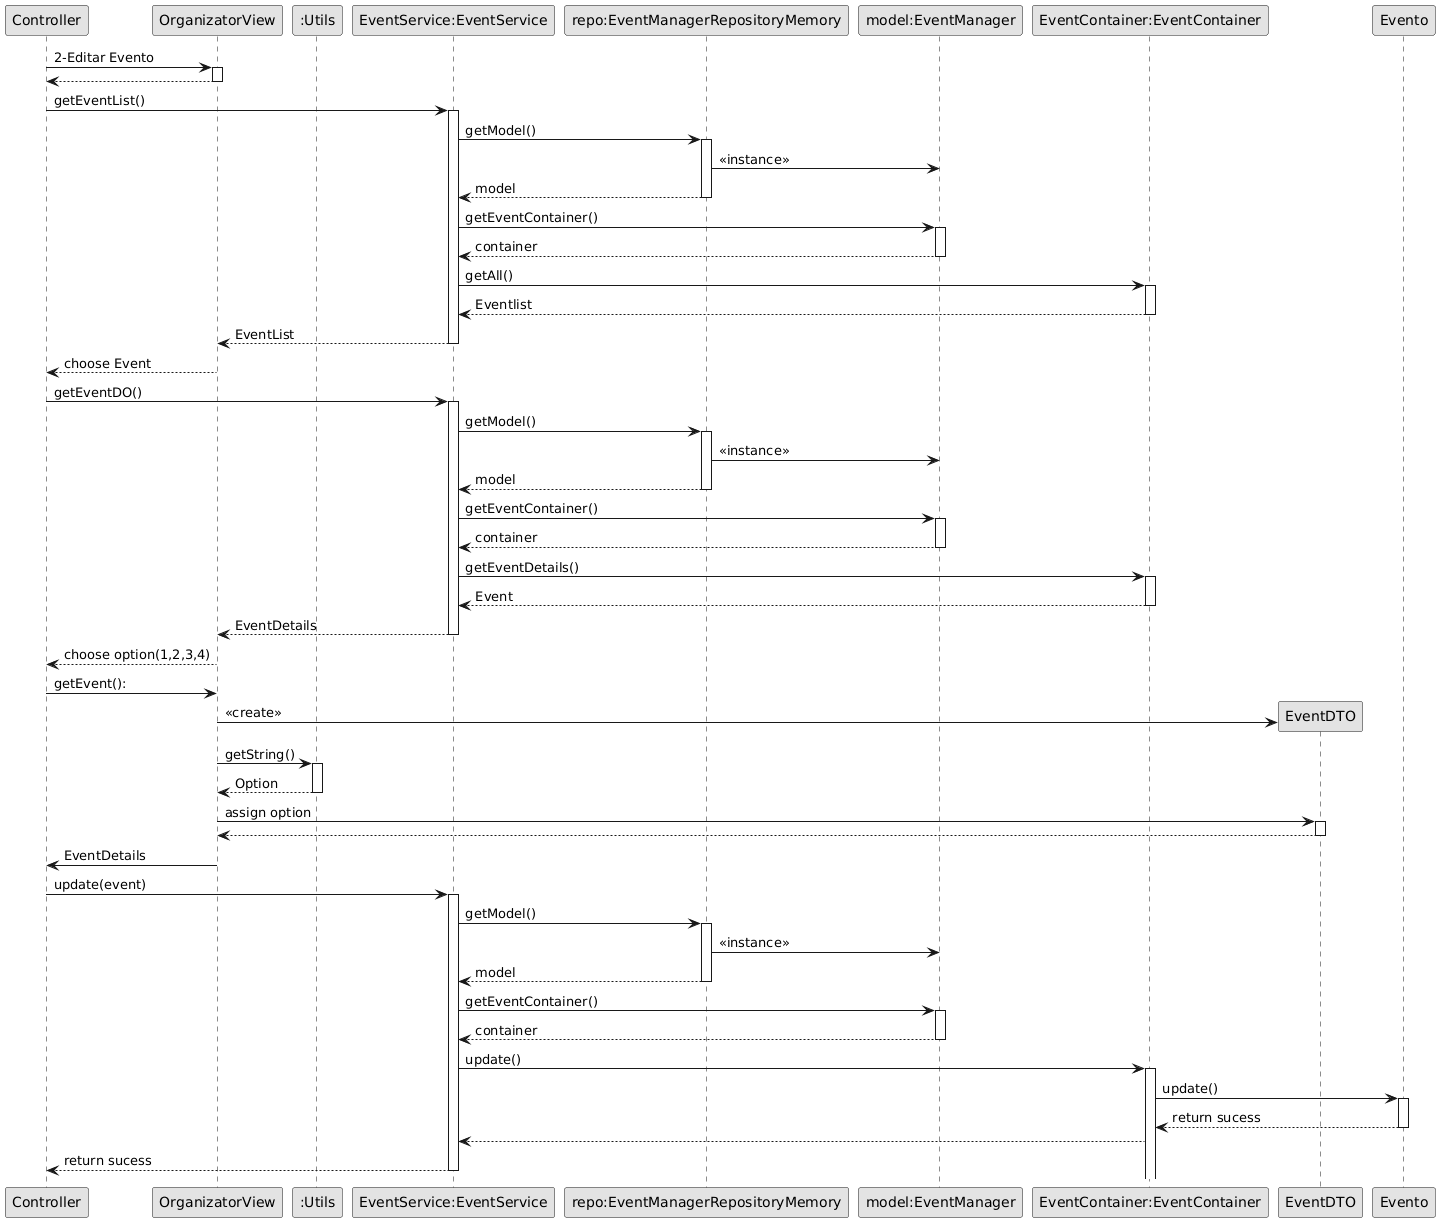 Controller
OrganizatorView
:Utils
EventService:EventService
repo:EventManagerRepositoryMemory
model:EventManager
EventContainer:EventContainer
Evento
2-Editar Evento
getEventList()
getModel()
«instance»
model
getEventContainer()
container
getAll()
Eventlist
EventList
choose Event
getEventDO()
getModel()
«instance»
model
getEventContainer()
container
getEventDetails()
Event
EventDetails
choose option(1,2,3,4)
getEvent():
«create»
EventDTO
getString()
Option
assign option
EventDetails
update(event)
getModel()
«instance»
model
getEventContainer()
container
update()
update()
return sucess
return sucess
Controller
OrganizatorView
:Utils
EventService:EventService
repo:EventManagerRepositoryMemory
model:EventManager
EventContainer:EventContainer
EventDTO
Evento